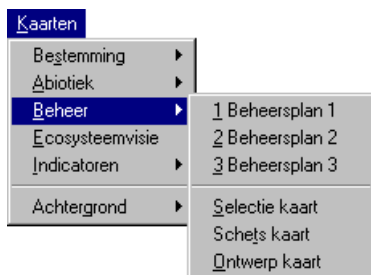 Kaarten
Bestemming
Abiotiek
Beheer
Ecosysteemvisie
Indicatoren
Achtergrond
1 Beheersplan 1
2 Beheersplan 2
3 Beheersplan 3
Selectie kaart
Schets kaart
Ontwerp kaart